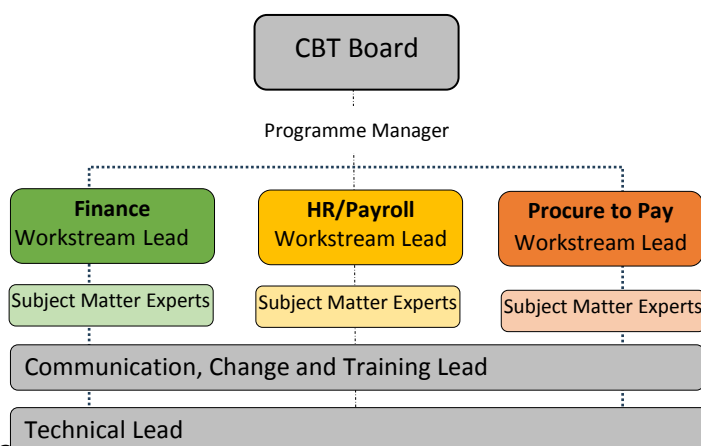 CBT Board
Programme Manager
Finance
Workstream Lead
HR/Payroll
Workstream Lead
Procure to Pay
Workstream Lead
Subject Matter Experts
Subject Matter Experts
Subject Matter Experts
Communication, Change and Training Lead
Technical Lead